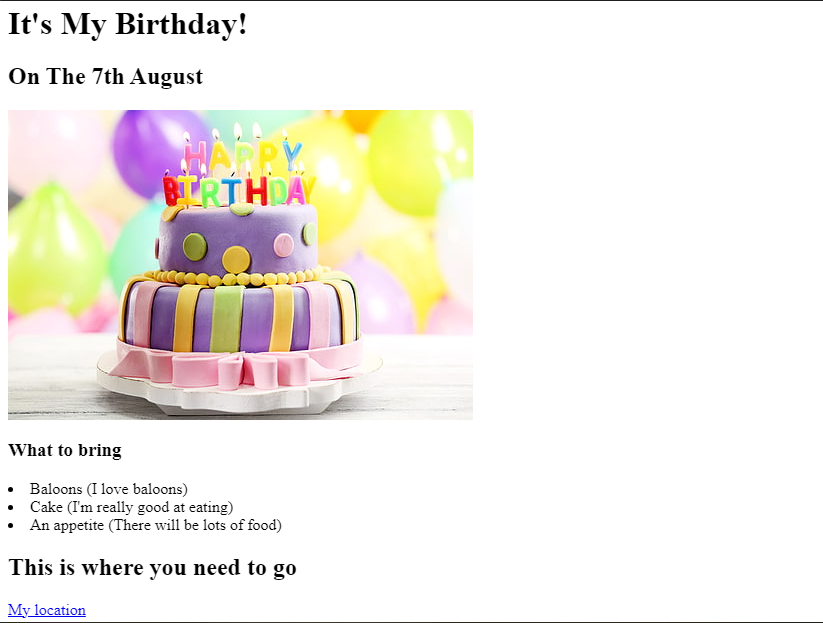 It's My Birthday!
On The 7th August
HAPPY
BIRTHDAY
What to bring
Baloons (I love baloons)
Cake (I'm really good at eating)
An appetite (There will be lots of food)
This is where you need to go
My location